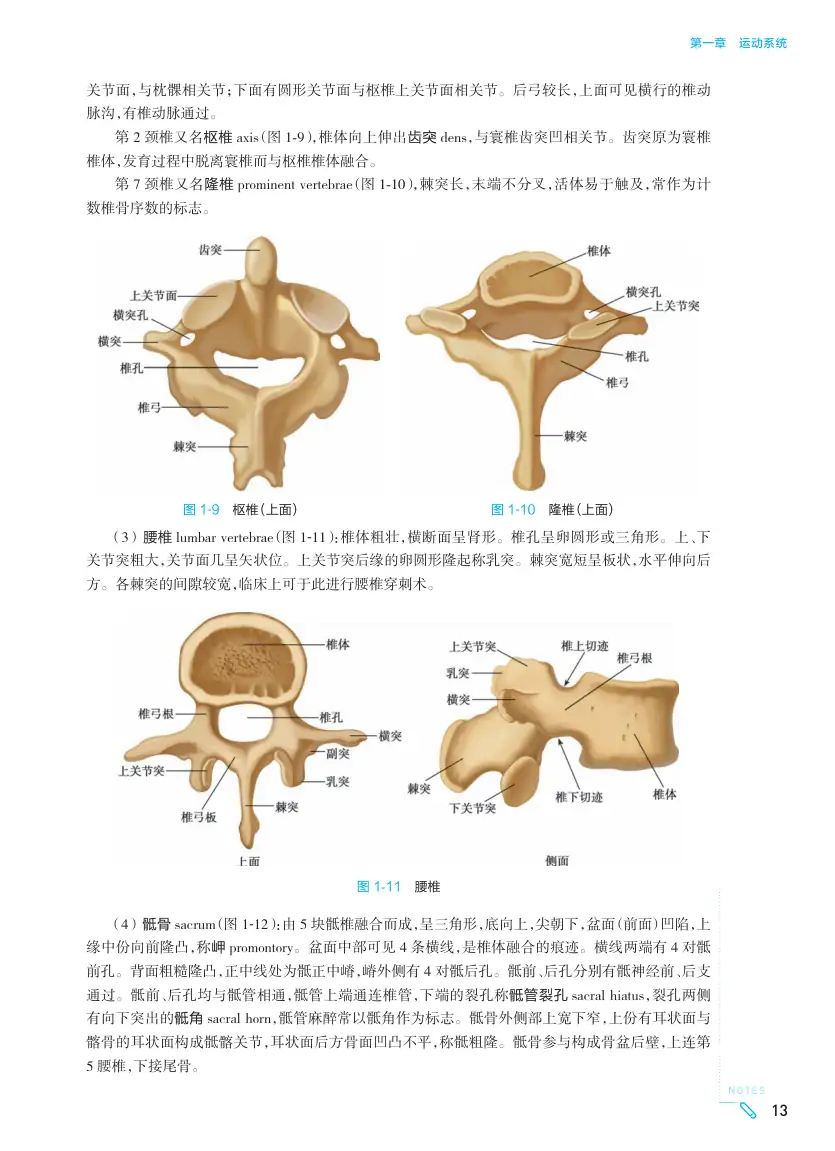 第一章　运动系统
关节面,与枕髁相关节;下面有圆形关节面与枢椎上关节面相关节。后弓较长,上面可见横行的椎动
脉沟,有椎动脉通过。
第 2 颈椎又名枢椎 axis(图 1-9),椎体向上伸出齿突 dens,与寰椎齿突凹相关节。齿突原为寰椎
椎体,发育过程中脱离寰椎而与枢椎椎体融合。
第 7 颈椎又名隆椎 prominent vertebrae(图 1-10),棘突长,末端不分叉,活体易于触及,常作为计
数椎骨序数的标志。
齿突
上关节面
横突孔
横突
椎孔
椎弓
棘突
图 1-9　枢椎(上面)
椎体
横突孔
上关节突
椎孔
椎弓
棘突
图 1-10　隆椎(上面)
(3)腰椎 lumbar vertebrae(图 1-11):椎体粗壮,横断面呈肾形。椎孔呈卵圆形或三角形。上、下
关节突粗大,关节面几呈矢状位。上关节突后缘的卵圆形隆起称乳突。棘突宽短呈板状,水平伸向后
方。各棘突的间隙较宽,临床上可于此进行腰椎穿刺术。
椎体
椎弓根
椎孔
横突
副突
上关节突
乳突
棘突
椎弓板
上面
上关节突
椎上切迹
椎弓根
乳突
横突
棘突
下关节突
椎下切迹
椎体
侧面
图 1-11　腰椎
(4)骶骨 sacrum(图 1-12):由 5 块骶椎融合而成,呈三角形,底向上,尖朝下,盆面(前面)凹陷,上
缘中份向前隆凸,称岬 promontory。盆面中部可见 4 条横线,是椎体融合的痕迹。横线两端有 4 对骶
前孔。背面粗糙隆凸,正中线处为骶正中嵴,嵴外侧有 4 对骶后孔。骶前、后孔分别有骶神经前、后支
通过。骶前、后孔均与骶管相通,骶管上端通连椎管,下端的裂孔称骶管裂孔 sacral hiatus,裂孔两侧
有向下突出的骶角 sacral horn,骶管麻醉常以骶角作为标志。骶骨外侧部上宽下窄,上份有耳状面与
髂骨的耳状面构成骶髂关节,耳状面后方骨面凹凸不平,称骶粗隆。骶骨参与构成骨盆后壁,上连第
5 腰椎,下接尾骨。
NOTES
13